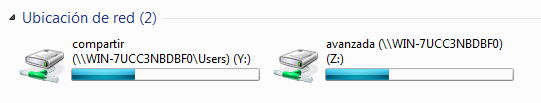 Ubicación de red (2)
compartir
(\\WIN-7UCC3NBDBF0\Users) (Y:)
avanzada (\\WIN-7UCC3NBDBF0)
(Z:)